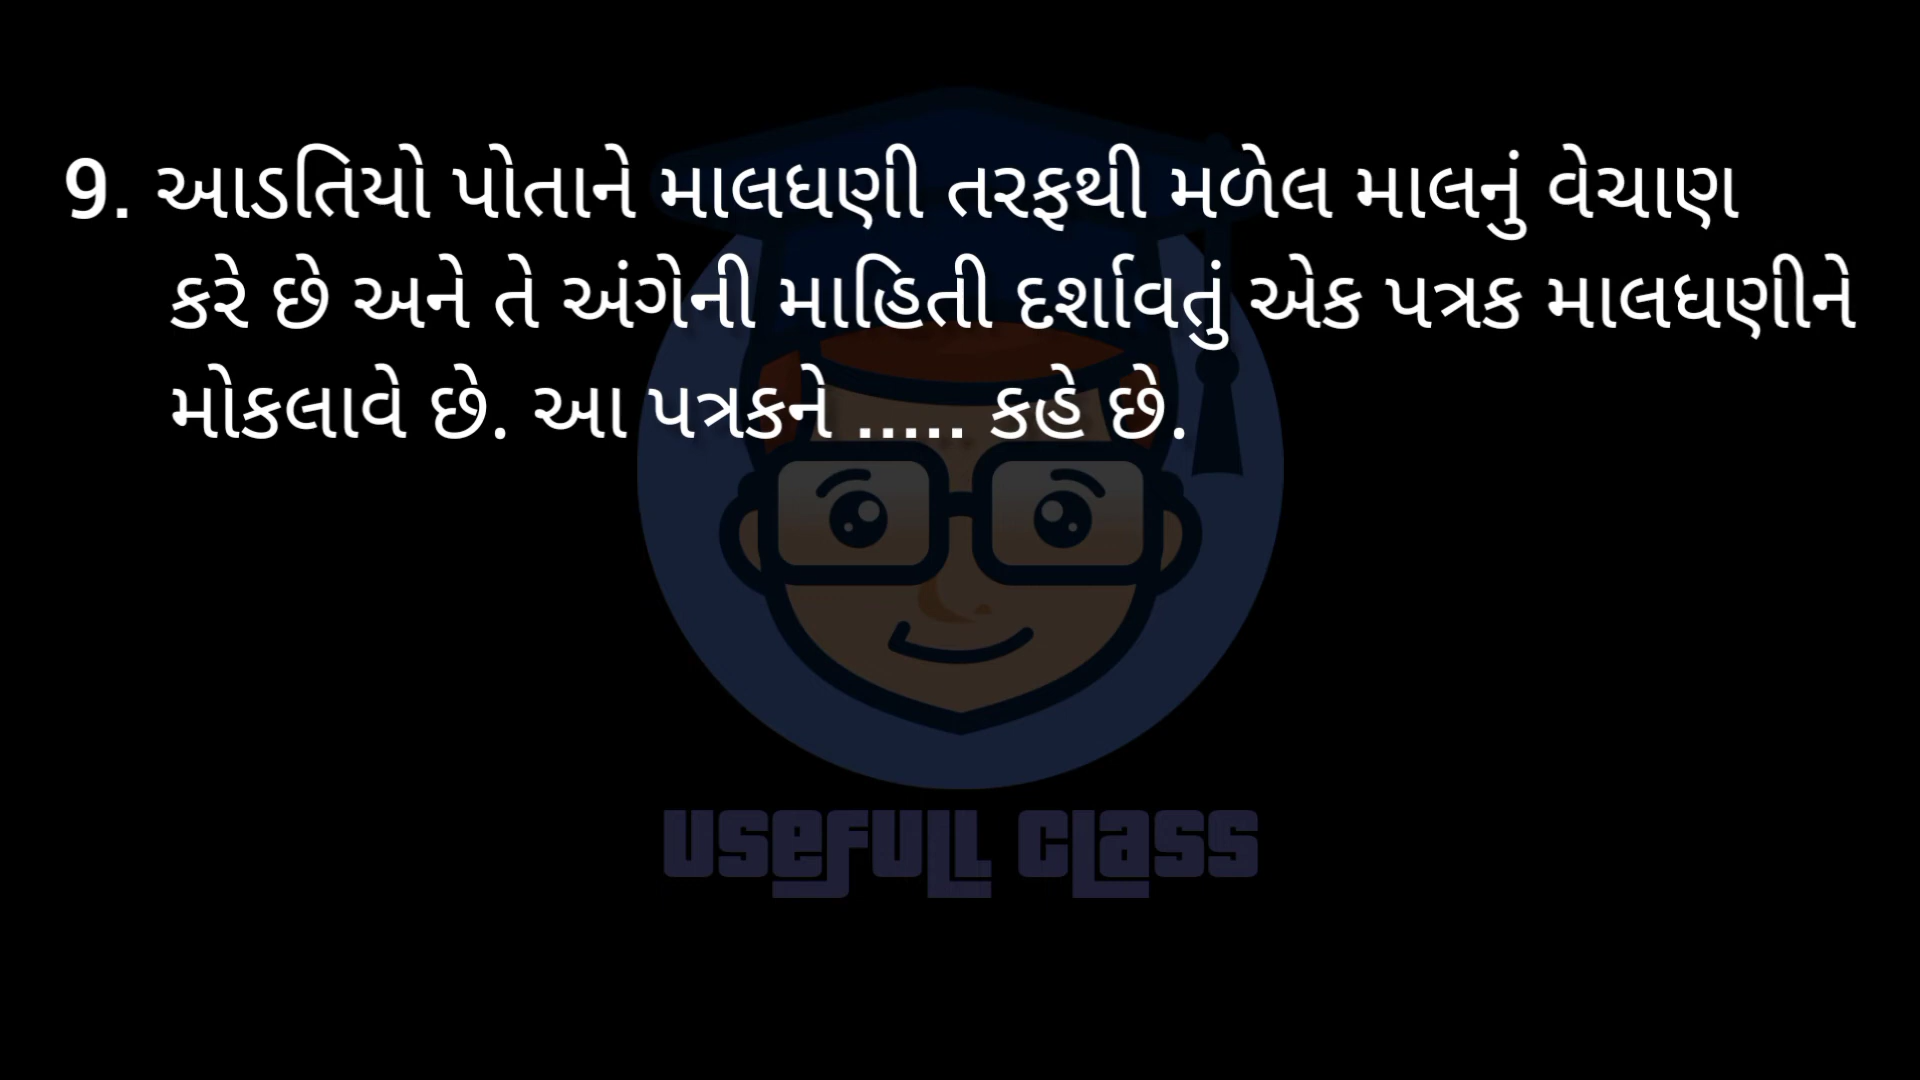 9. આડતિયો પોતાને માલધણી તરફથી મળેલ માલનું વેચાણ
કરે છે અને તે અંગેની માહિતી દર્શાવતું એક પત્રક માલધણીને
મોકલાવે છે. આ પત્રકને ..... કહે છે.
USEFULL CLASS